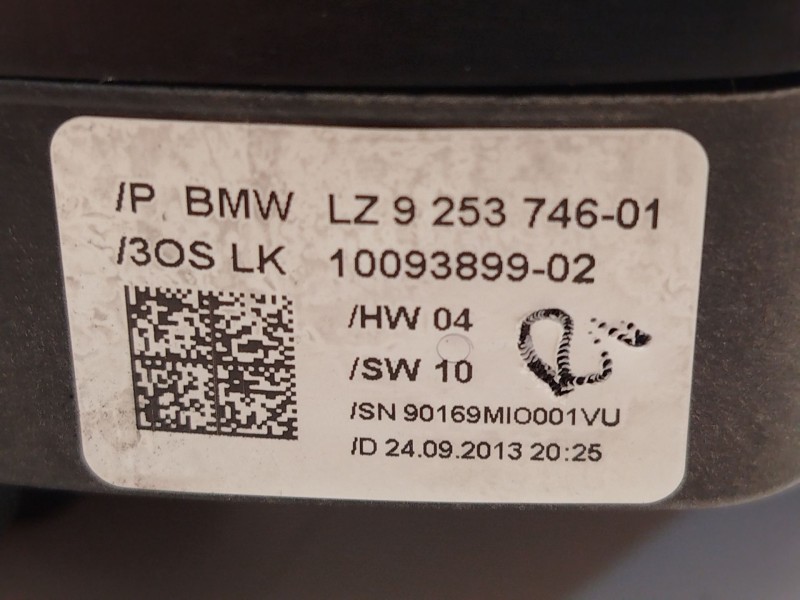 /P BMW LZ 9 253 746-01
/3OS LK 10093899-02
/HW 04
/SW 10
/SN 90169MIO001VU
/D 24.09.2013 20:25